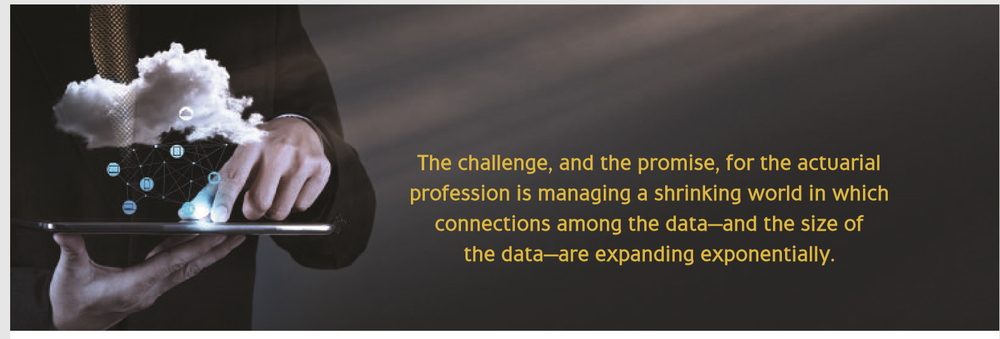 The challenge, and the promise, for the actuarial
profession is managing a shrinking world in which
connections among the data—and the size of
the data—are expanding exponentially.